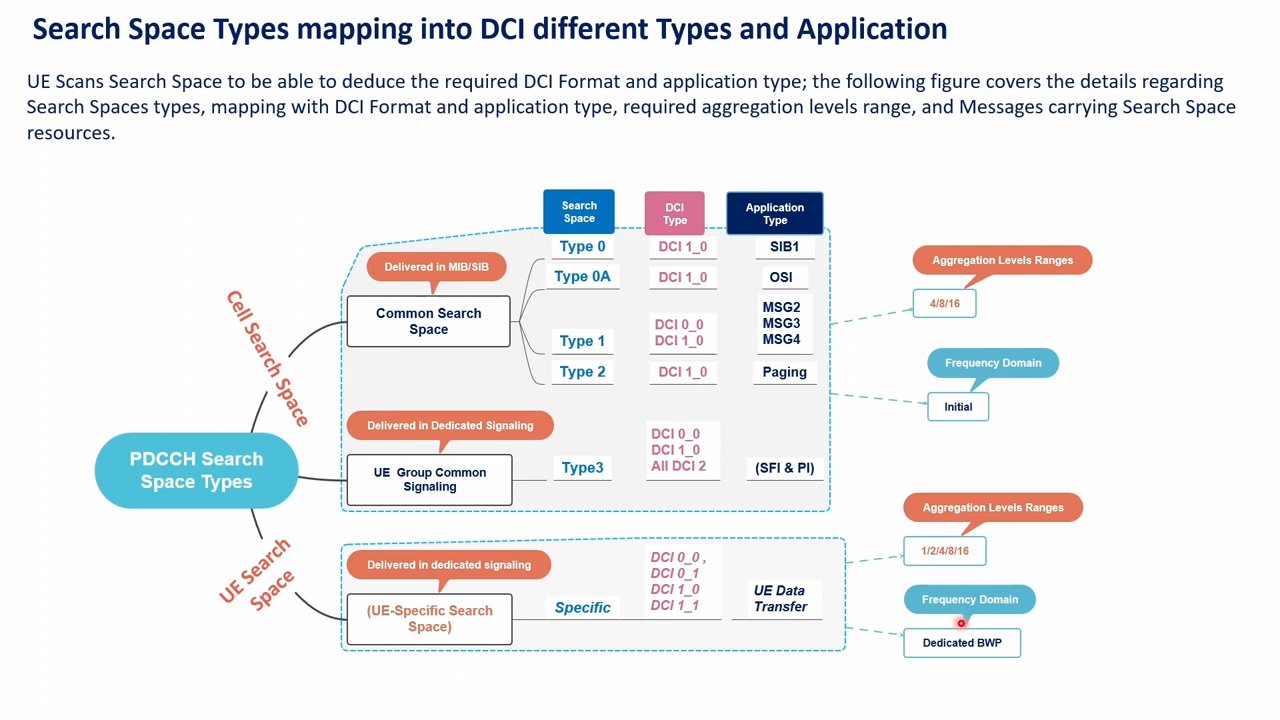 Search Space Types mapping into DCI different Types and Application
UE Scans Search Space to be able to deduce the required DCI Format and application type; the following figure covers the details regarding
Search Spaces types, mapping with DCI Format and application type, required aggregation levels range, and Messages carrying Search Space
resources.
Search
Space
DCI
Type
Application
Type
Cell Search Space
Delivered in MIB/SIB
Common Search
Space
Type 0
DCI 1_0
SIB1
Type 0A
DCI 1_0
OSI
Type 1
DCI 0_0
DCI 1_0
MSG2
MSG3
MSG4
Type 2
DCI 1_0
Paging
Aggregation Levels Ranges
4/8/16
Frequency Domain
Initial
PDCCH Search
Space Types
Delivered in Dedicated Signaling
UE Group Common
Signaling
Type3
DCI 0_0
DCI 1_0
All DCI 2
(SFI & PI)
UE Search
Space
Delivered in dedicated signaling
(UE-Specific Search
Space)
Specific
DCI 0_0 ,
DCI 0_1
DCI 1_0
DCI 1_1
UE Data
Transfer
Aggregation Levels Ranges
1/2/4/8/16
Frequency Domain
Dedicated BWP